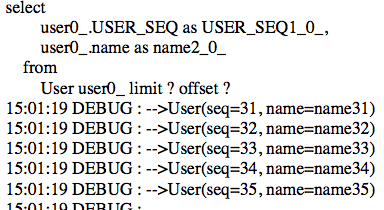 select
user0_.USER_SEQ as USER_SEQ1_0_,
user0_.name as name2_0_
from
User user0_ limit ? offset ?
15:01:19 DEBUG : -->User(seq=31, name=name31)
15:01:19 DEBUG : -->User(seq=32, name=name32)
15:01:19 DEBUG : -->User(seq=33, name=name33)
15:01:19 DEBUG : -->User(seq=34, name=name34)
15:01:19 DEBUG : -->User(seq=35, name=name35)
15:01:19 DEBUG :